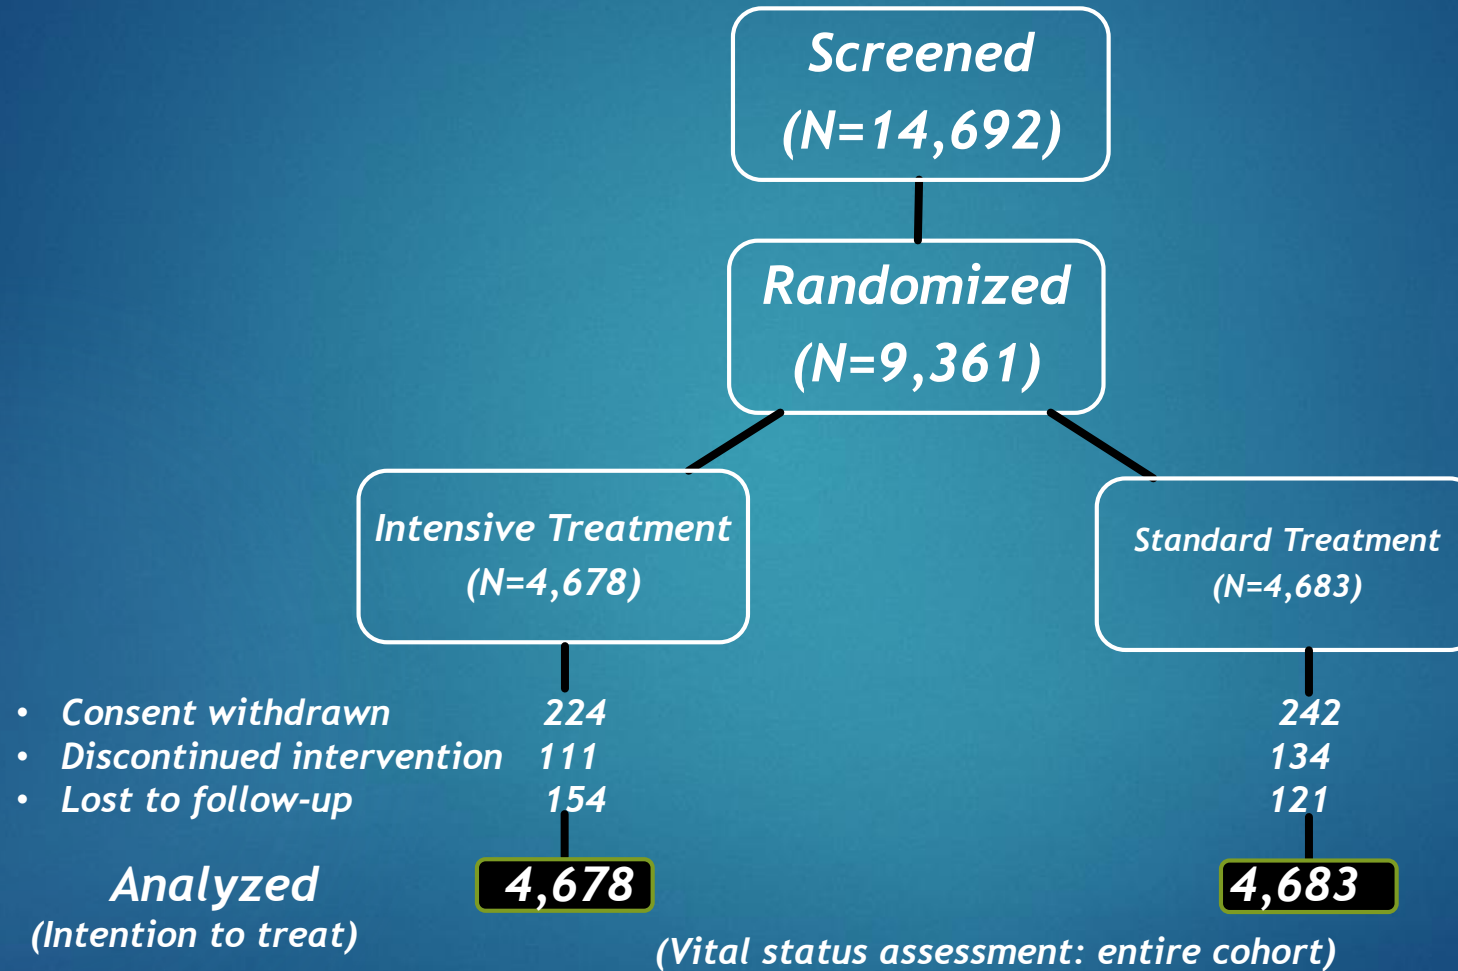 Screened
(N=14,692)
Randomized
(N=9,361)
Intensive Treatment
(N=4,678)
Standard Treatment
(N=4,683)
• Consent withdrawn 224 242
• Discontinued intervention 111 134
• Lost to follow-up 154 121
Analyzed 4,678 4,683
(Intention to treat)
(Vital status assessment: entire cohort)